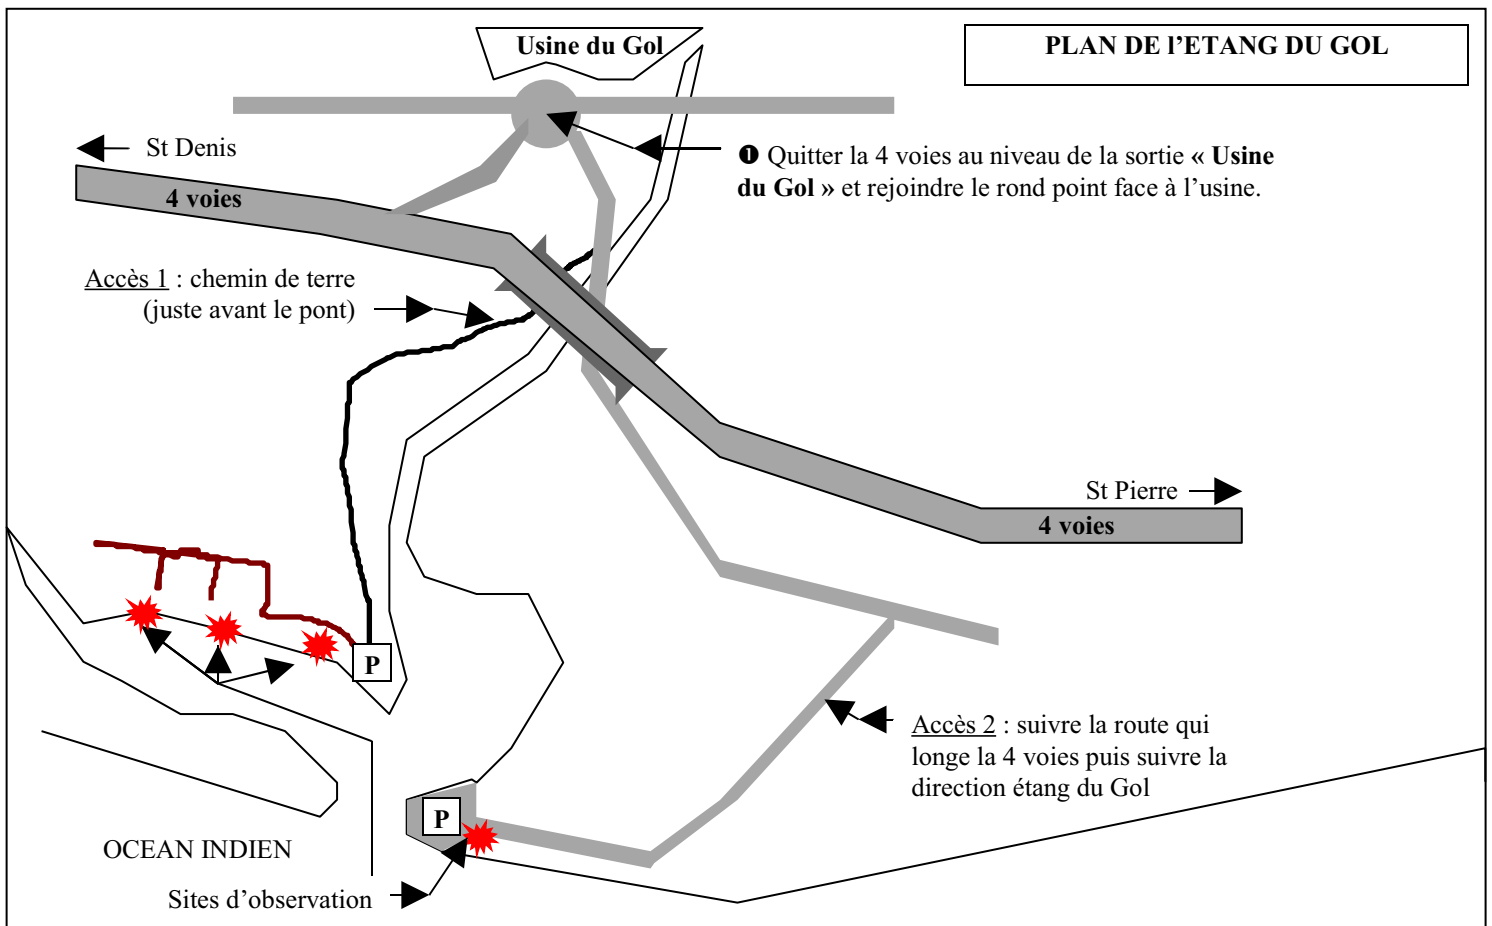 Usine du Gol
PLAN DE l'ETANG DU GOL
St Denis
❶ Quitter la 4 voies au niveau de la sortie « Usine
du Gol » et rejoindre le rond point face à l'usine.
4 voies
Accès 1 : chemin de terre
(juste avant le pont)
St Pierre
4 voies
P
Accès 2 : suivre la route qui
longe la 4 voies puis suivre la
direction étang du Gol
P
OCEAN INDIEN
Sites d'observation